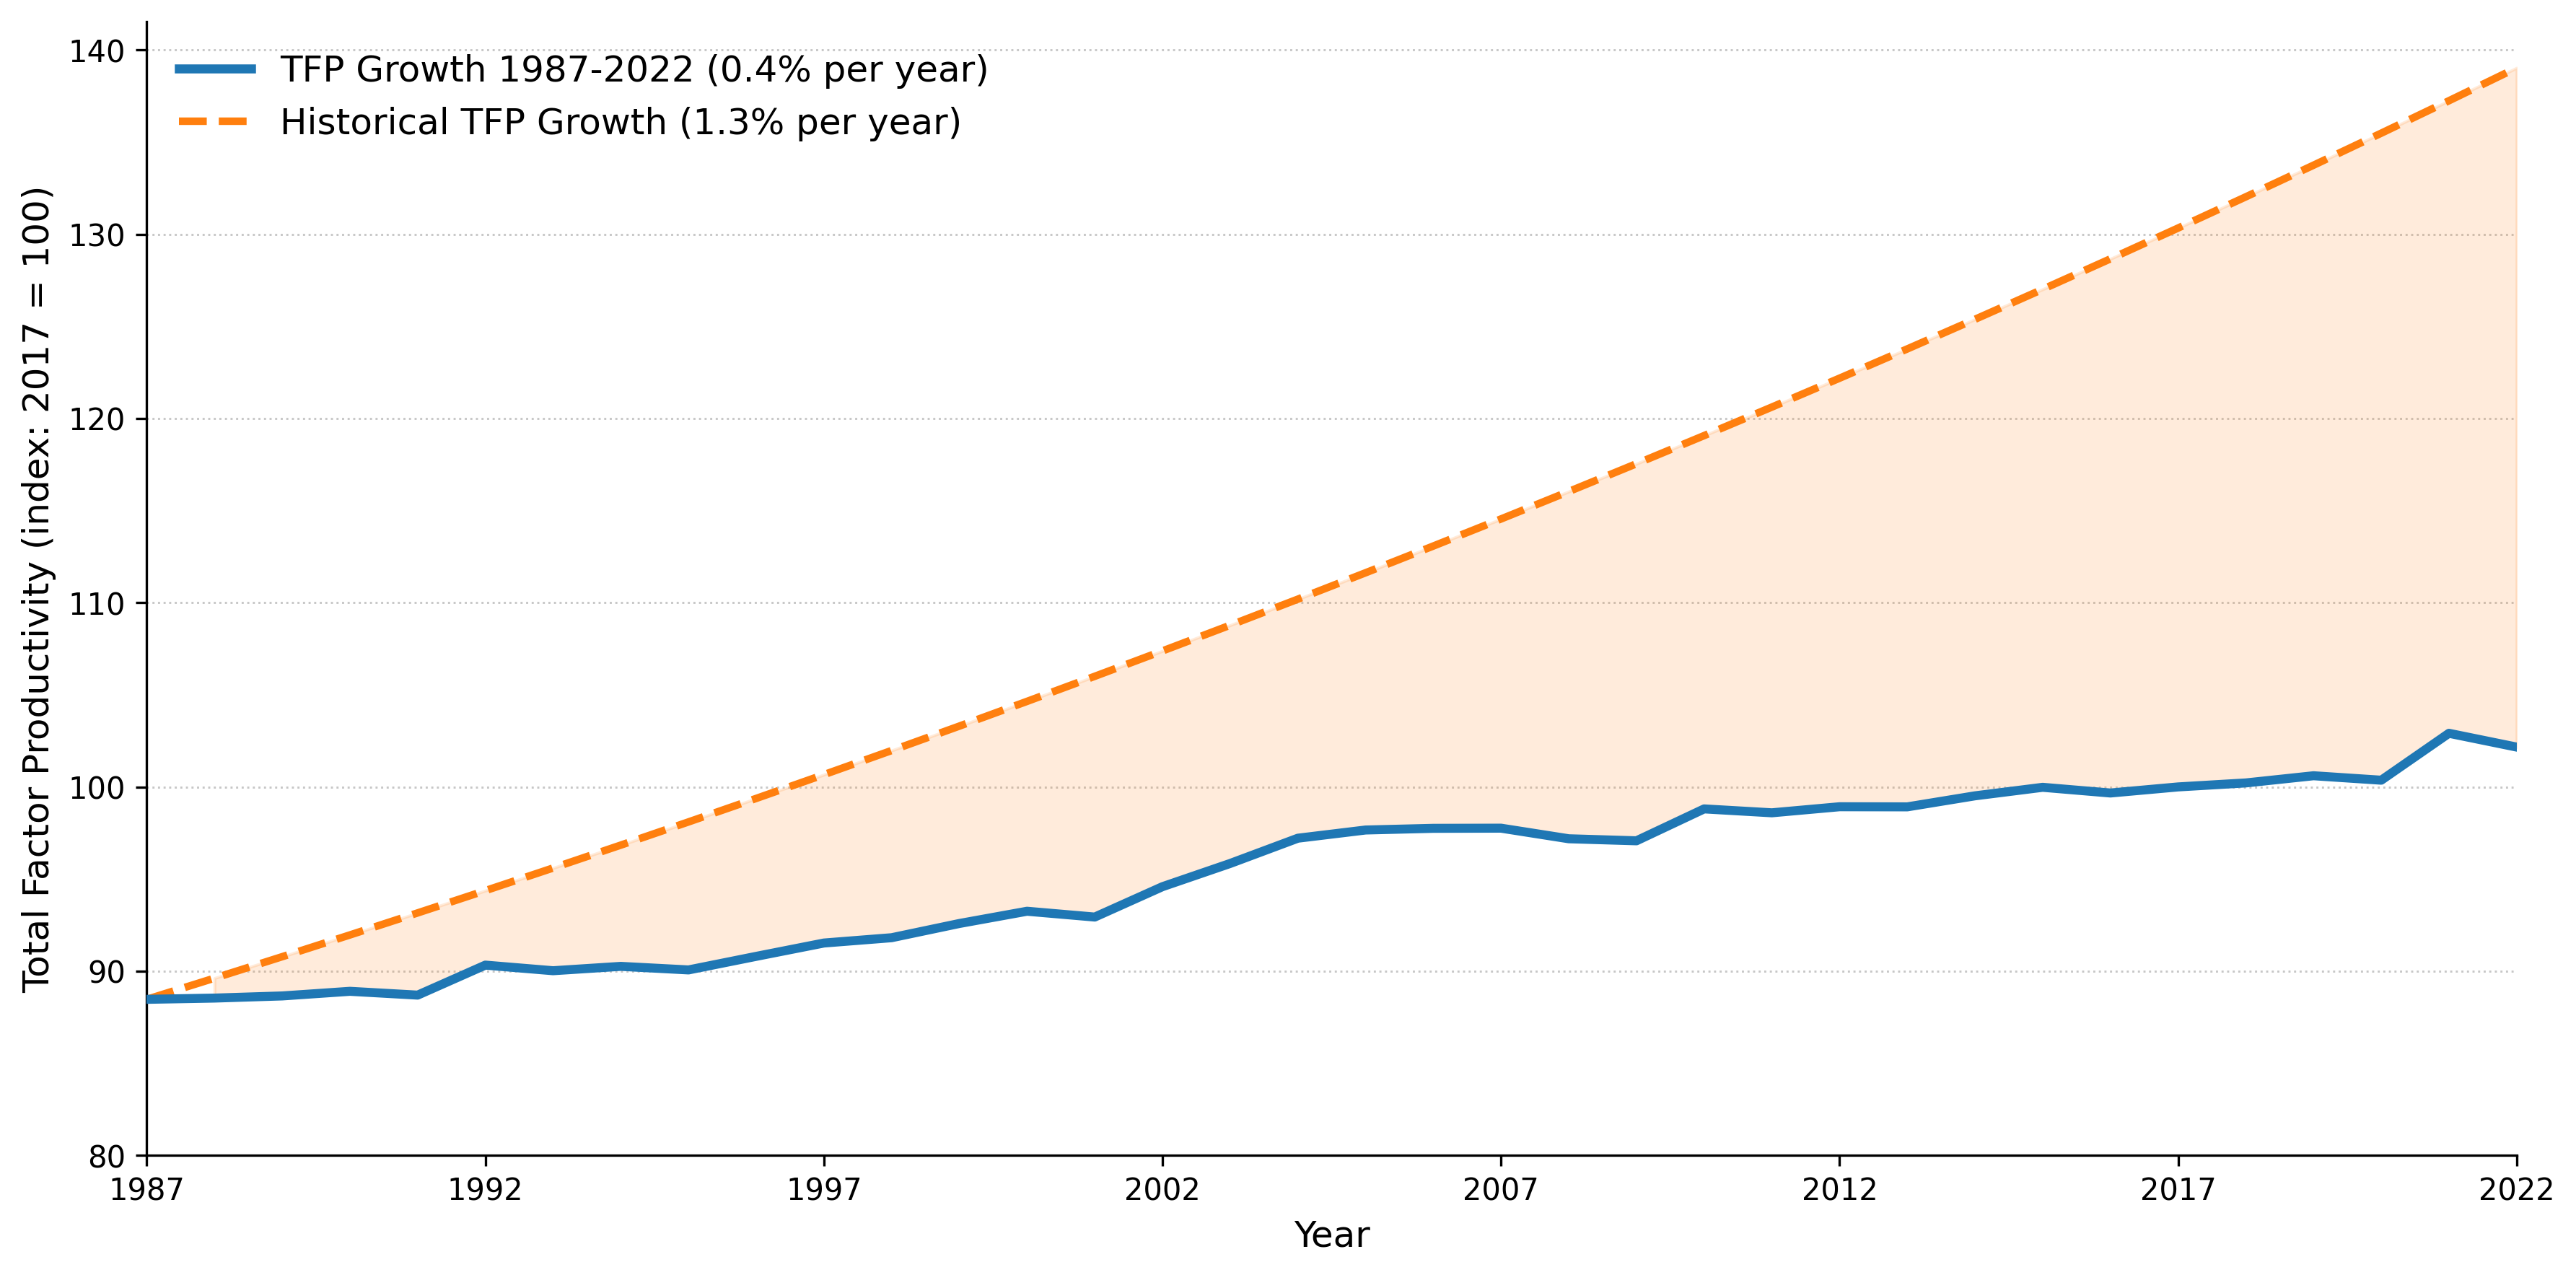 TFP Growth 1987-2022 (0.4% per year)
Historical TFP Growth (1.3% per year)
Total Factor Productivity (index: 2017 = 100)
140
130
120
110
100
90
80
1987 1992 1997 2002 2007 2012 2017 2022
Year